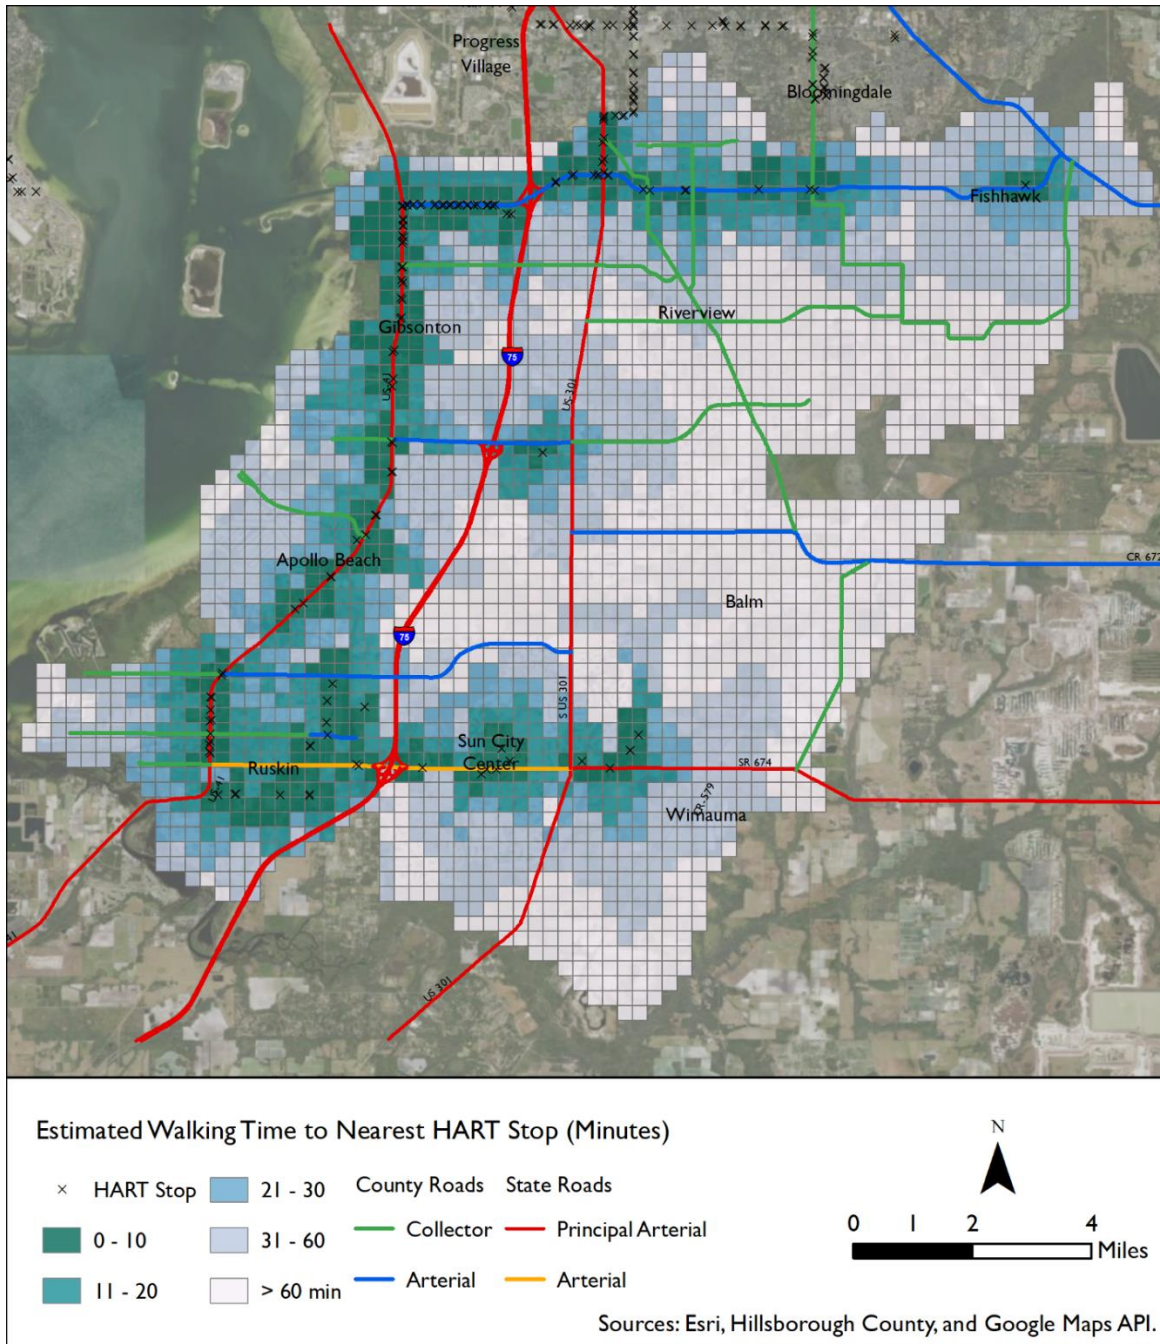 Progress
Village
Bloomingdale
Fishhawk
Riverview
Gibsonton
75
US-41
US-301
Apollo Beach
CR 672
Balm
75
S US 301
Sun City
Center
Ruskin
SR 674
US-41
CR-579
Wimauma
41
US 301
Estimated Walking Time to Nearest HART Stop (Minutes)
HART Stop
0 - 10
11 - 20
21 - 30
31 - 60
> 60 min
County Roads
Collector
Arterial
State Roads
Principal Arterial
Arterial
N
0 1 2 4
Miles
Sources: Esri, Hillsborough County, and Google Maps API.